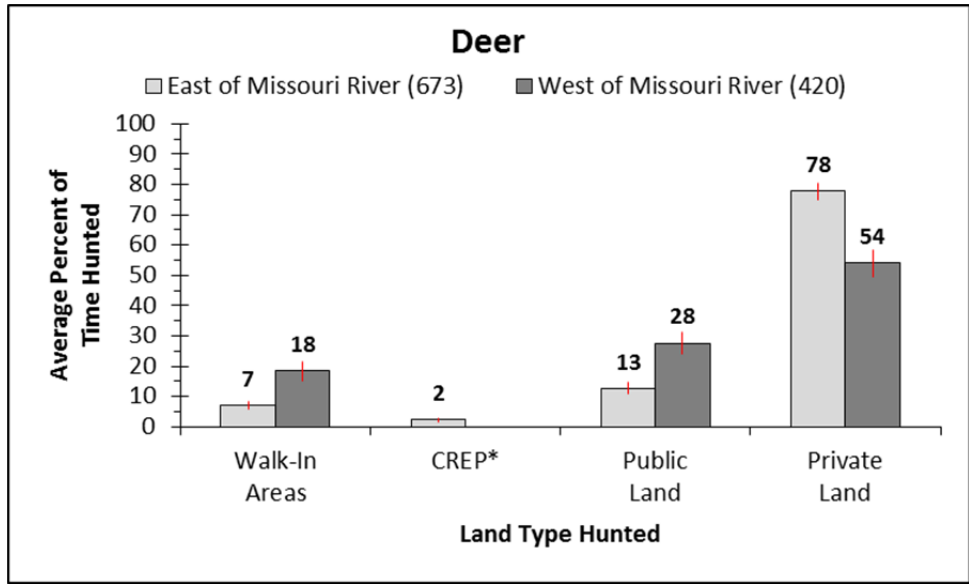 Deer
East of Missouri River (673) West of Missouri River (420)
Average Percent of
Time Hunted
100
90
80
70
60
50
40
30
20
10
0
7
18
2
13
28
78
54
Walk-In
Areas
CREP*
Public
Land
Private
Land
Land Type Hunted